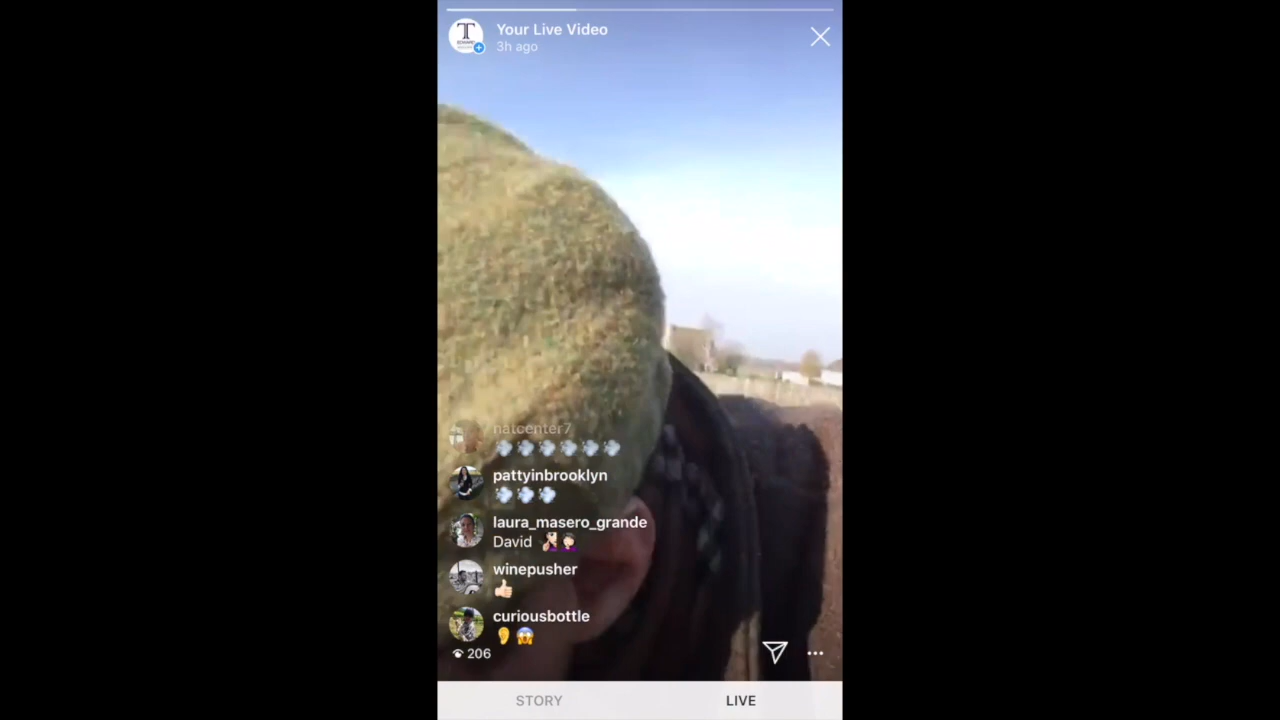 T
Your Live Video
3h ago
natcenter7
pattyinbrooklyn
laura_masero_grande
David
winepusher
curiousbottle
206
STORY
LIVE